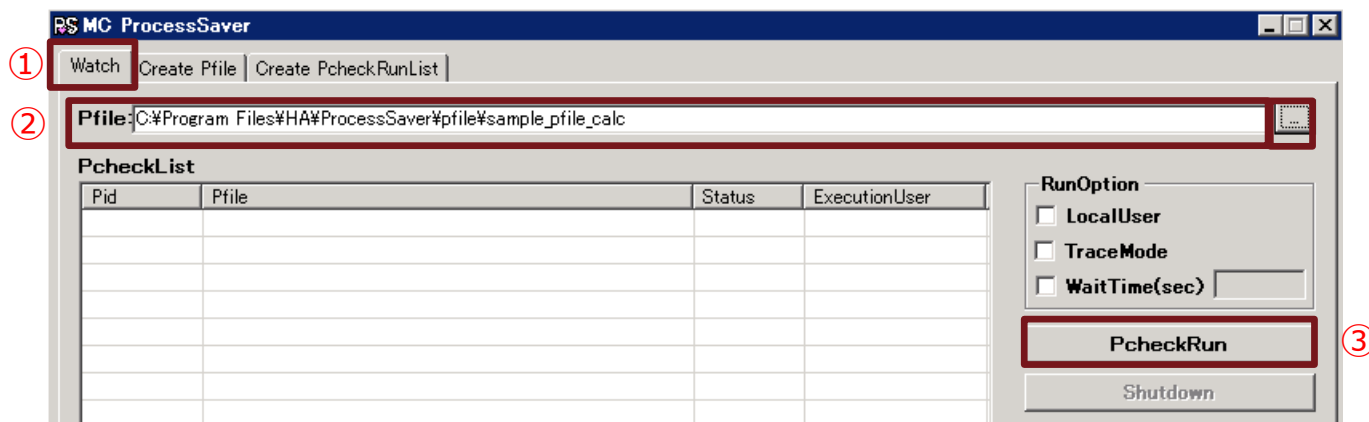 PS MC ProcessSaver
① Watch Create Pfile Create PcheckRunList
② Pfile: C:¥Program Files¥HA¥ProcessSaver¥pfile¥sample_pfile_calc ...
PcheckList
Pid Pfile Status ExecutionUser
RunOption
LocalUser
TraceMode
WaitTime(sec)
PcheckRun ③
Shutdown